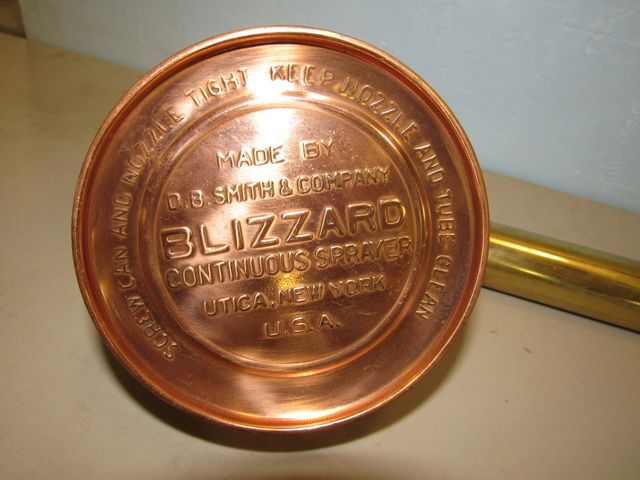 SCREW CAN AND NOZZLE TIGHT KEEP NOZZLE AND TUBE CLEAN
MADE BY
D.B. SMITH & COMPANY
BLIZZARD
CONTINUOUS SPRAYER
UTICA, NEW YORK
U.S.A.